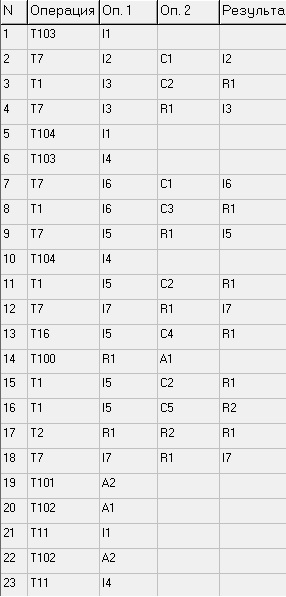 N Операция Оп. 1 Оп. 2 Результа
1 T103 I1
2 T7 I2 C1 I2
3 T1 I3 C2 R1
4 T7 I3 R1 I3
5 T104 I1
6 T103 I4
7 T7 I6 C1 I6
8 T1 I6 C3 R1
9 T7 I5 R1 I5
10 T104 I4
11 T1 I5 C2 R1
12 T7 I7 R1 I7
13 T16 I5 C4 R1
14 T100 R1 A1
15 T1 I5 C2 R1
16 T1 I5 C5 R2
17 T2 R1 R2 R1
18 T7 I7 R1 I7
19 T101 A2
20 T102 A1
21 T11 I1
22 T102 A2
23 T11 I4